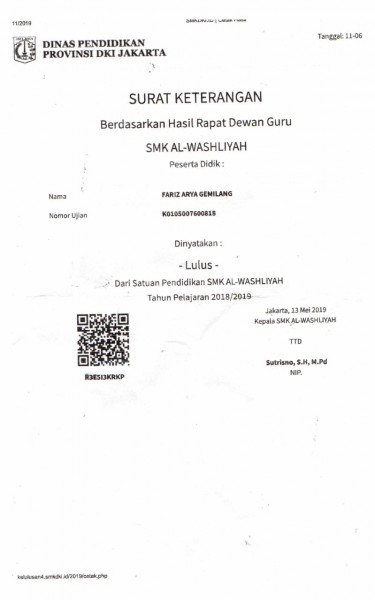 11/2019
Tanggal: 11-06
DINAS PENDIDIKAN
PROVINSI DKI JAKARTA
SURAT KETERANGAN
Berdasarkan Hasil Rapat Dewan Guru
SMK AL-WASHLIYAH
Peserta Didik :
Nama FARIZ ARYA GEMILANG
Nomor Ujian K0105007600818
Dinyatakan :
- Lulus -
Dari Satuan Pendidikan SMK AL-WASHLIYAH
Tahun Pelajaran 2018/2019
Jakarta, 13 Mei 2019
Kepala SMK AL-WASHLIYAH
TTD
Sutrisno, S.H, M.Pd
NIP.
R3ESI3KRKP
kelulusan4.smkdki.id/2019/cetak.php